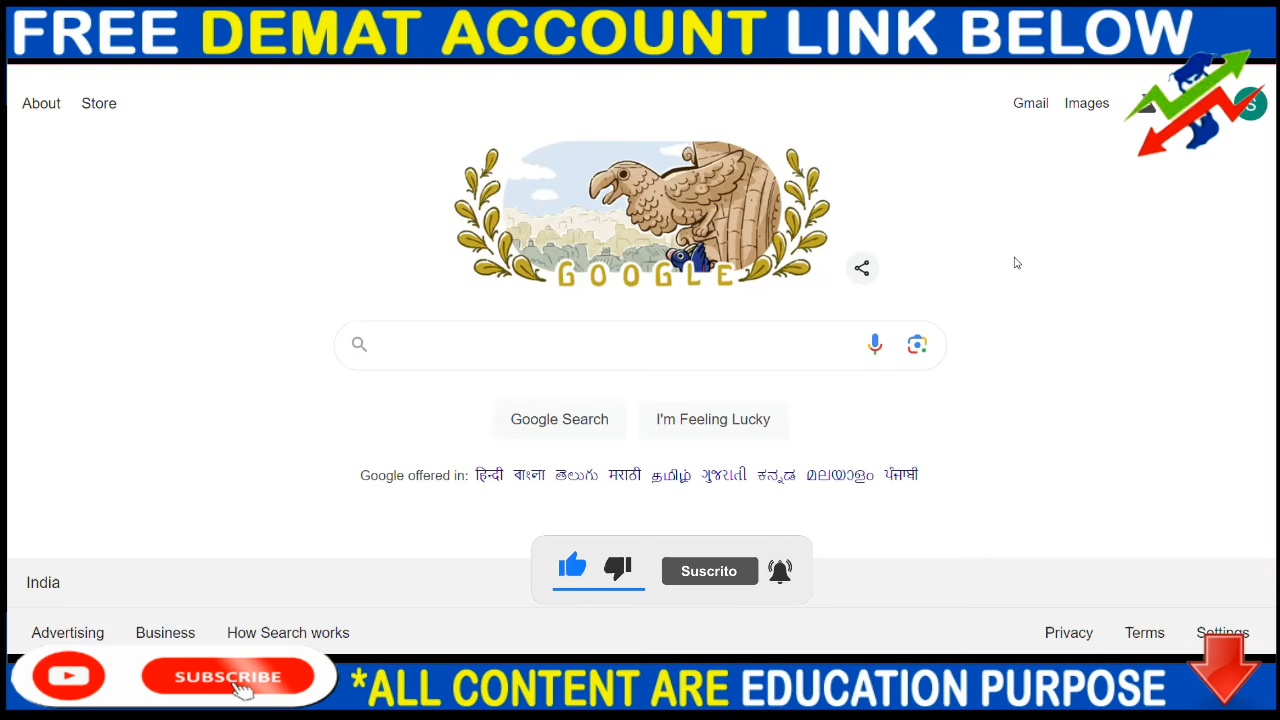 FREE DEMAT ACCOUNT LINK BELOW
About Store Gmail Images S
GOOGLE
Google Search I'm Feeling Lucky
Google offered in: हिन्दी বাংলা తెలుగు मराठी தமிழ் ગુજરાતી ಕನ್ನಡ മലയാളം ਪੰਜਾਬੀ
Suscrito
India
Advertising Business How Search works Privacy Terms Settings
SUBSCRIBE
*ALL CONTENT ARE EDUCATION PURPOSE